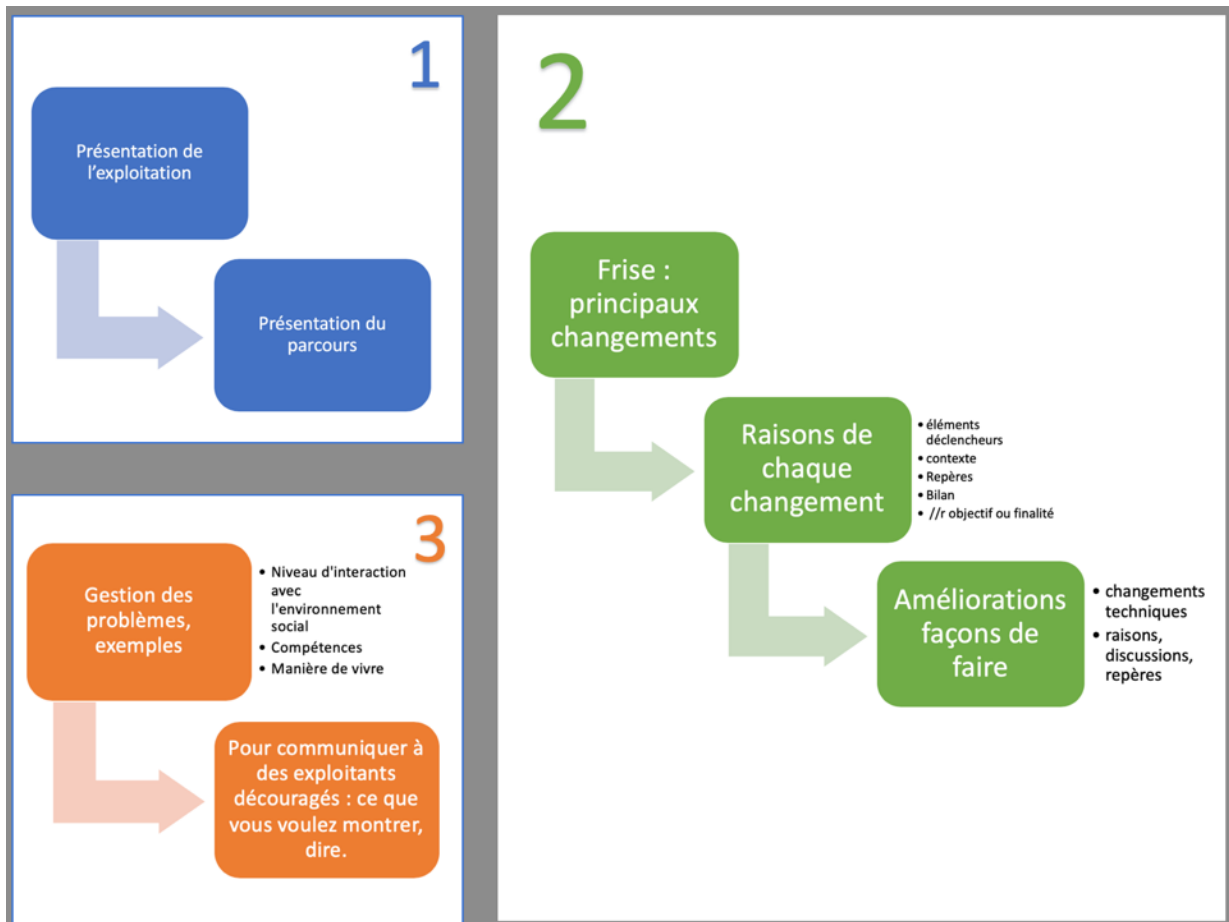 1
Présentation de
l’exploitation
Présentation du
parcours
2
Frise :
principaux
changements
Raisons de
chaque
changement
• éléments
déclencheurs
• contexte
• Repères
• Bilan
• //r objectif ou finalité
Améliorations
façons de
faire
• changements
techniques
• raisons,
discussions,
repères
3
Gestion des
problèmes,
exemples
• Niveau d'interaction
avec
l'environnement
social
• Compétences
• Manière de vivre
Pour communiquer à
des exploitants
découragés : ce que
vous voulez montrer,
dire.